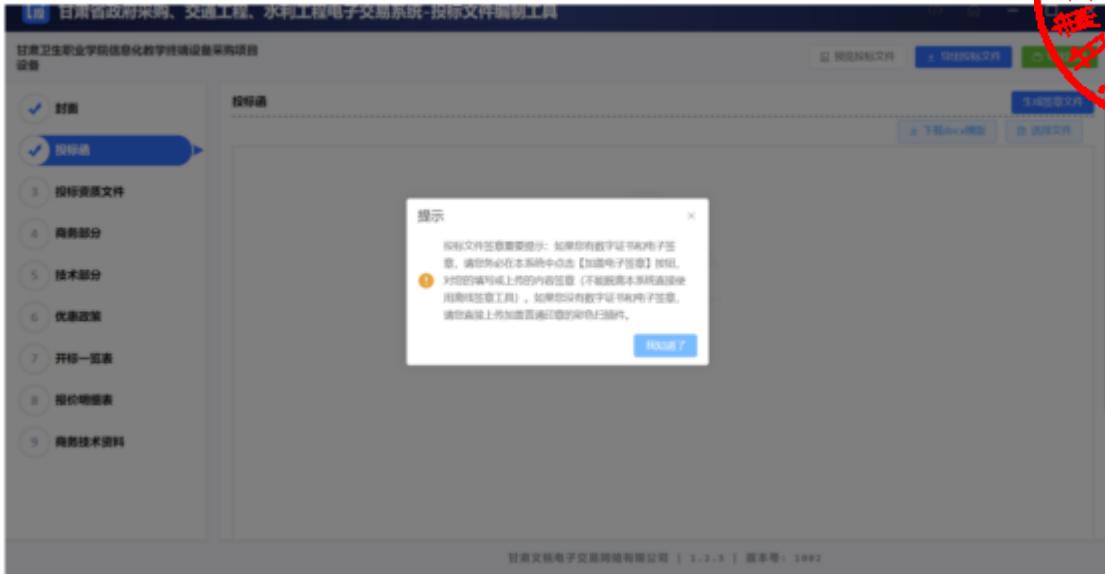 甘肃省政府采购、交通工程、水利工程电子交易系统-投标文件编制工具
甘肃卫生职业学院信息化教学终端设备采购项目
设备
预览投标文件
导出投标文件
封面
投标函
投标资质文件
商务部分
技术部分
优惠政策
开标一览表
报价明细表
商务技术资料
3
4
5
6
7
8
9
投标函
生成签章文件
下载docx模版
选择文件
提示
投标文件签章重要提示：如果您有数字证书和电子签
章，请您务必在本系统中点击【加盖电子签章】按钮，
对您的填写或上传的内容签章（不能脱离本系统直接使
用离线签章工具）。如果您没有数字证书和电子签章，
请您直接上传加盖普通印章的彩色扫描件。
我知道了
甘肃文锐电子交易网络有限公司 | 1.2.5 | 版本号: 1002